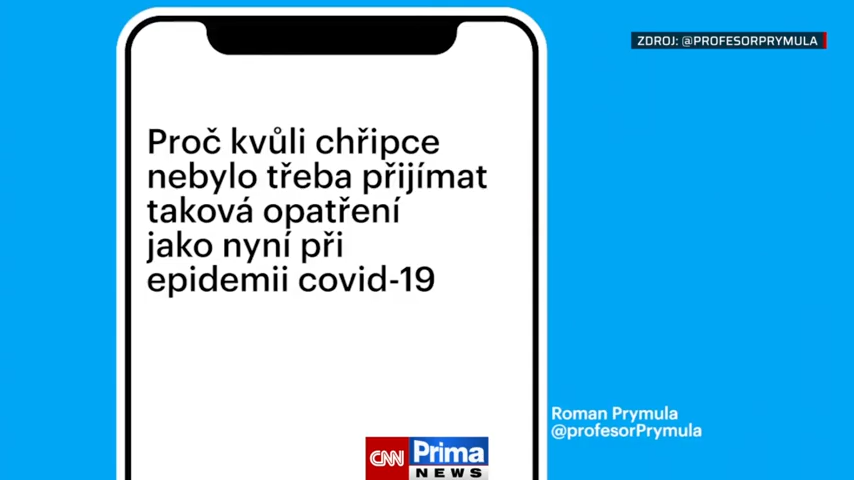 ZDROJ: @PROFESORPRYMULA
Proč kvůli chřipce
nebylo třeba přijímat
taková opatření
jako nyní při
epidemii covid-19
Roman Prymula
@profesorPrymula
CNN Prima
NEWS